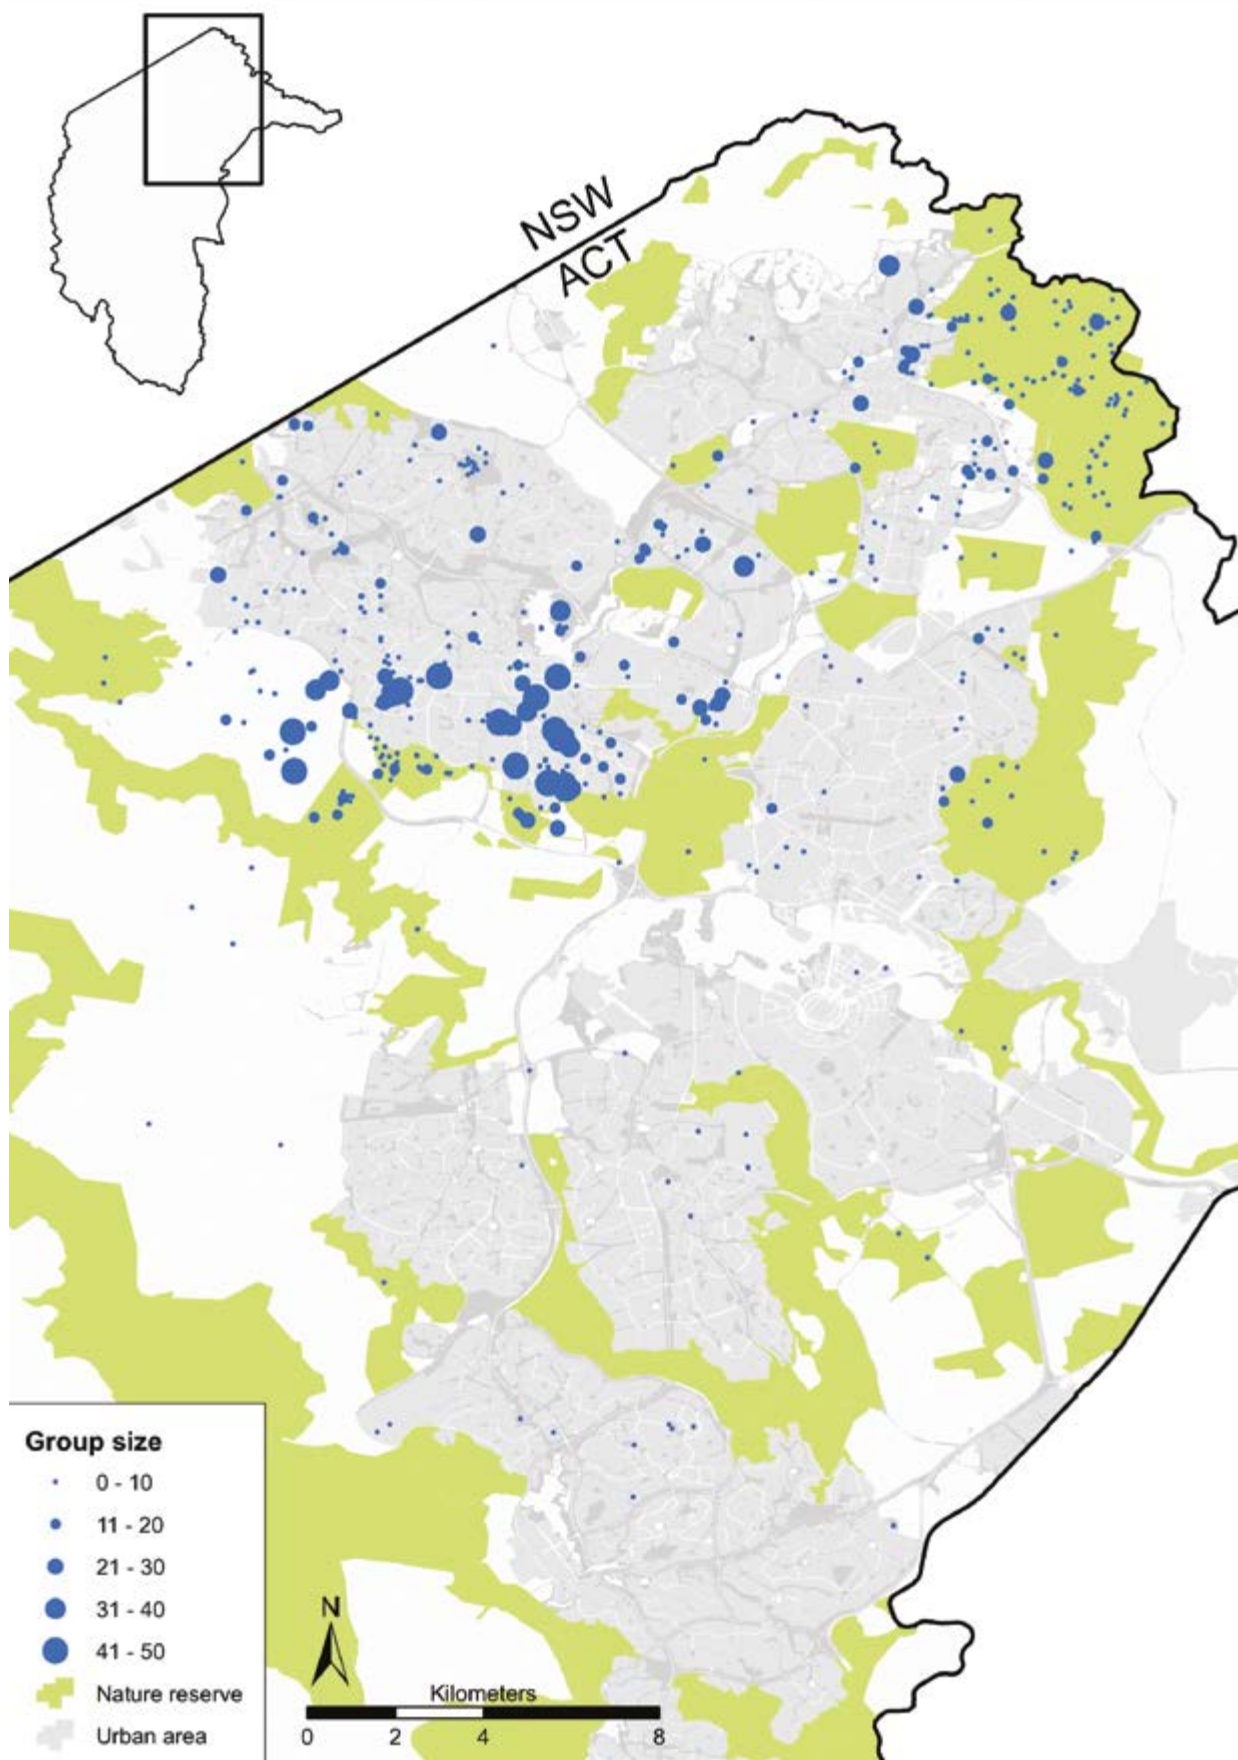 NSW
ACT
Group size
0 - 10
11 - 20
21 - 30
31 - 40
41 - 50
Nature reserve
Urban area
N
Kilometers
0 2 4 8